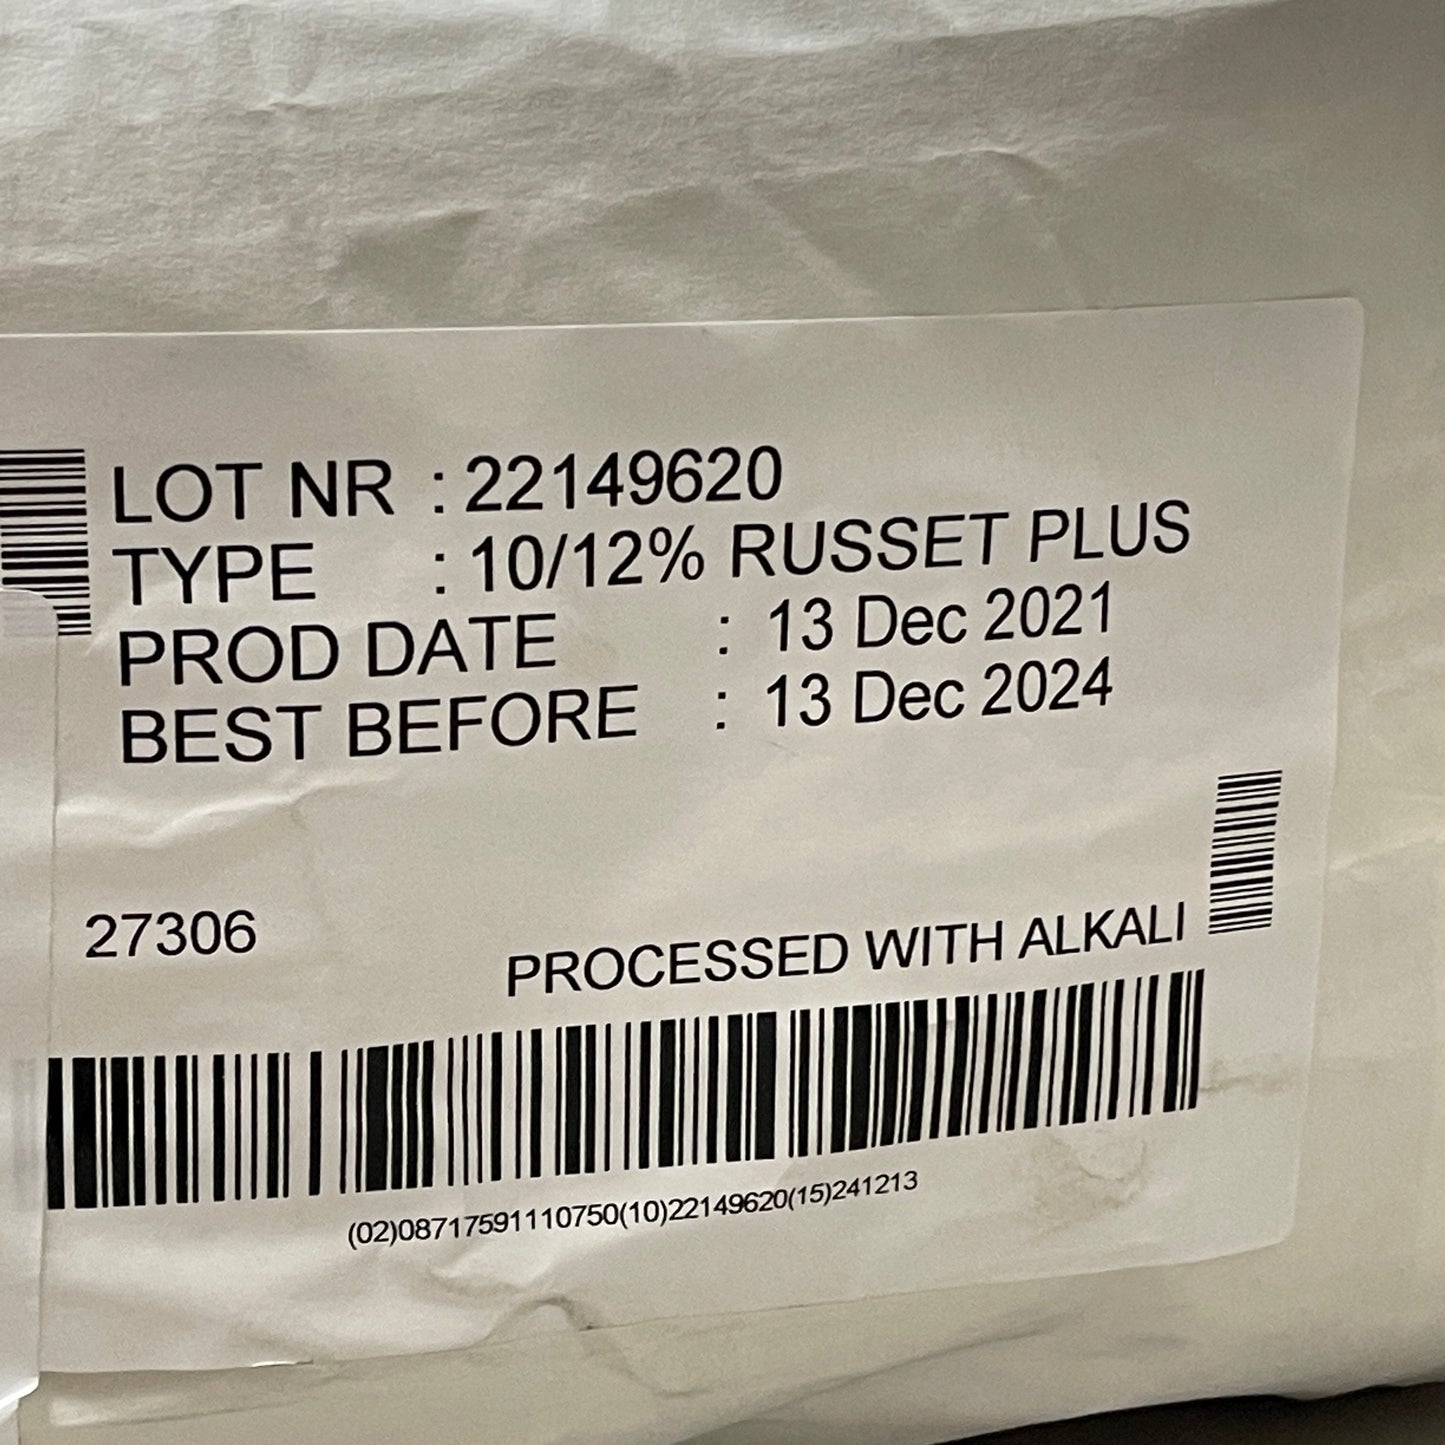 LOT NR : 22149620
TYPE : 10/12% RUSSET PLUS
PROD DATE : 13 Dec 2021
BEST BEFORE : 13 Dec 2024
27306
PROCESSED WITH ALKALI
(02)08717591110750(10)22149620(15)241213